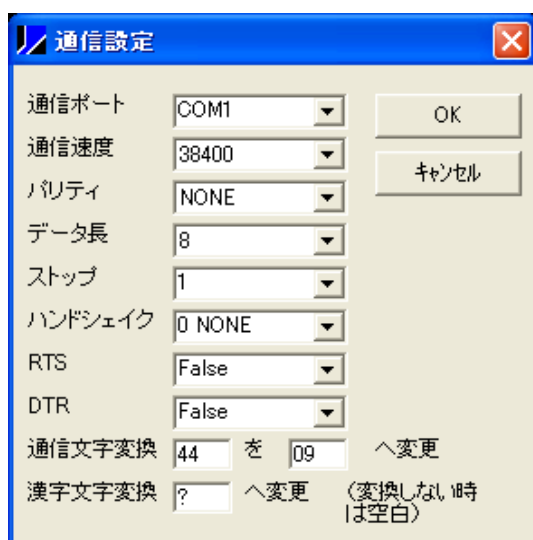 通信設定
通信ポート COM1 OK
通信速度 38400
キャンセル
パリティ NONE
データ長 8
ストップ 1
ハンドシェイク 0 NONE
RTS False
DTR False
通信文字変換 44 を 09 へ変更
漢字文字変換 ? へ変更 (変換しない時
は空白)